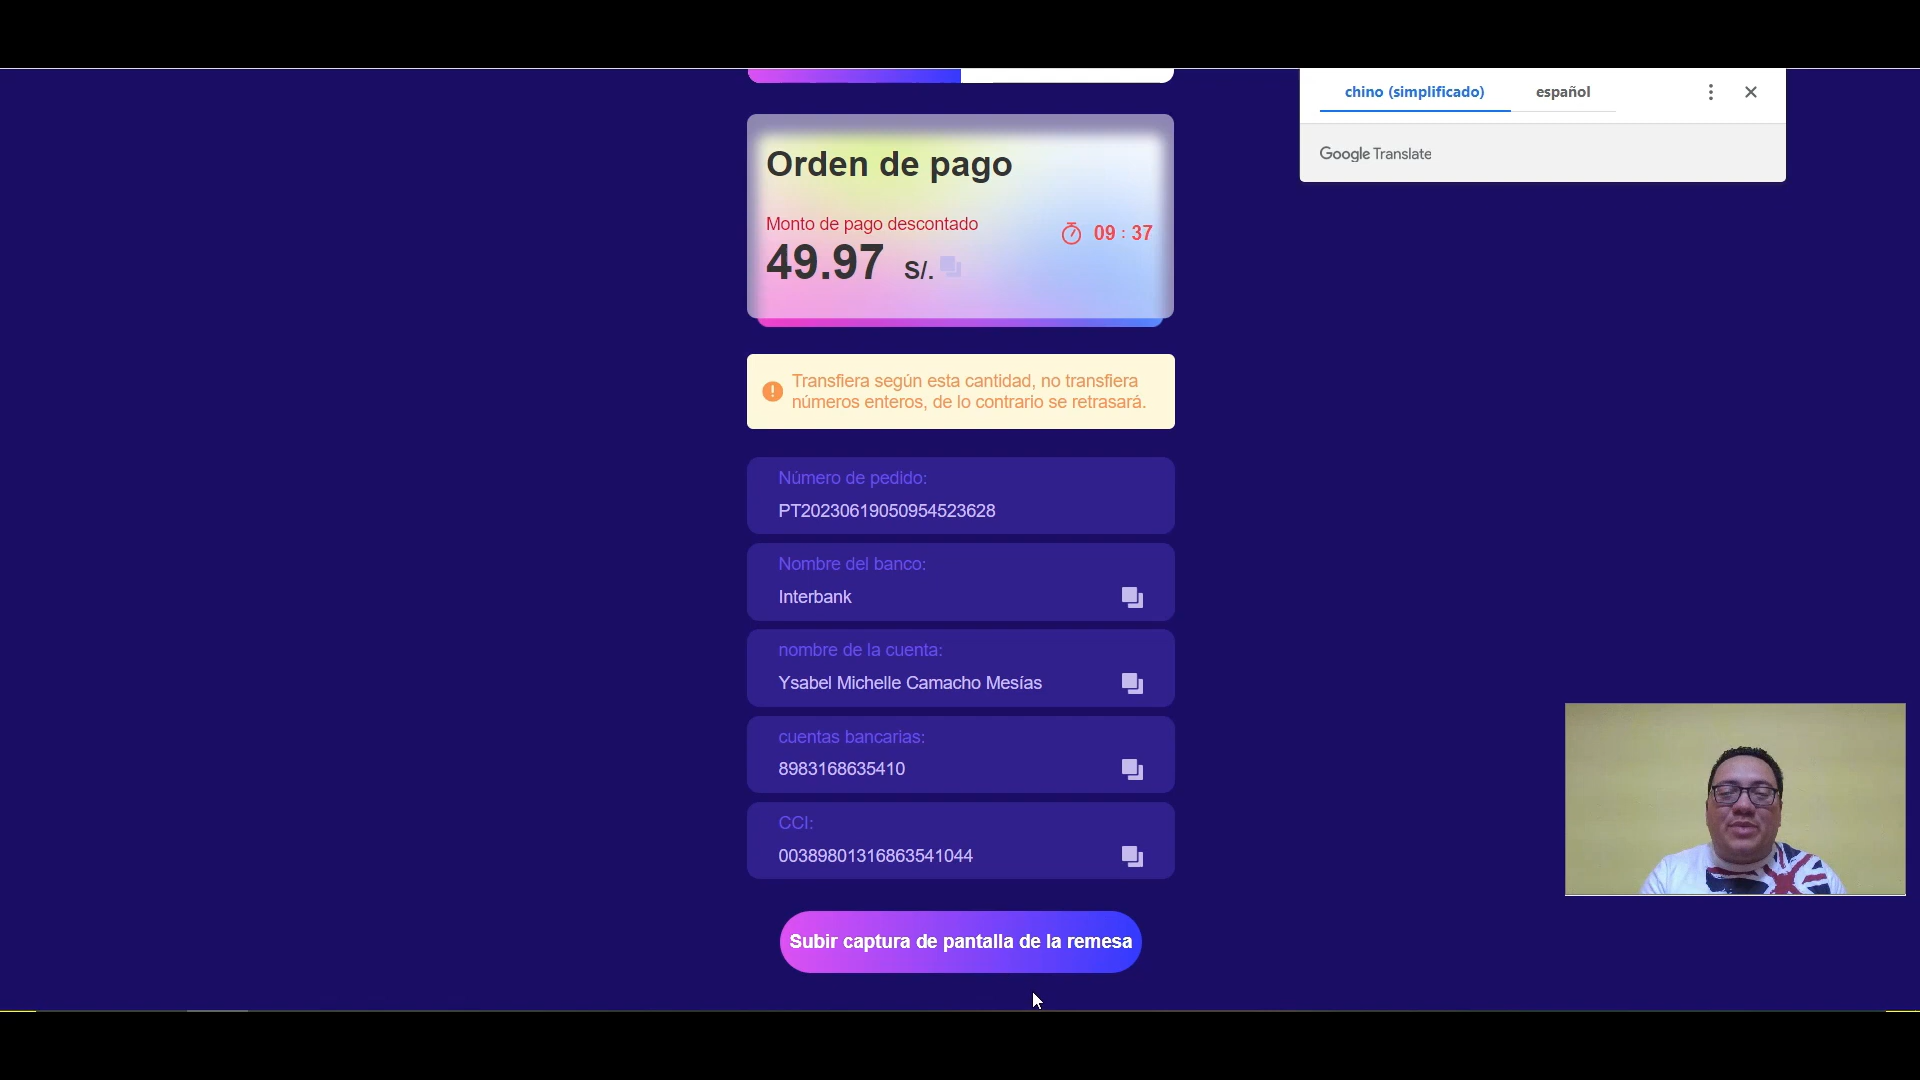 chino (simplificado) español
Google Translate
Orden de pago
Monto de pago descontado
09 : 37
49.97 S/.
Transfiera según esta cantidad, no transfiera
números enteros, de lo contrario se retrasará.
Número de pedido:
PT20230619050954523628
Nombre del banco:
Interbank
nombre de la cuenta:
Ysabel Michelle Camacho Mesías
cuentas bancarias:
8983168635410
CCI:
00389801316863541044
Subir captura de pantalla de la remesa